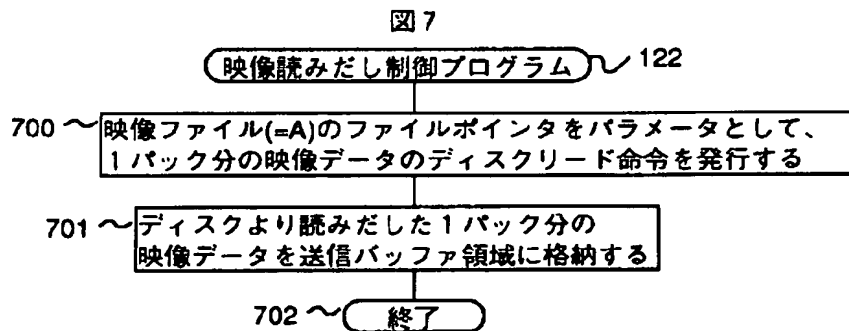 図7
映像読みだし制御プログラム 122
700 映像ファイル(=A)のファイルポインタをパラメータとして、
1パック分の映像データのディスクリード命令を発行する
701 ディスクより読みだした1パック分の
映像データを送信バッファ領域に格納する
702 終了